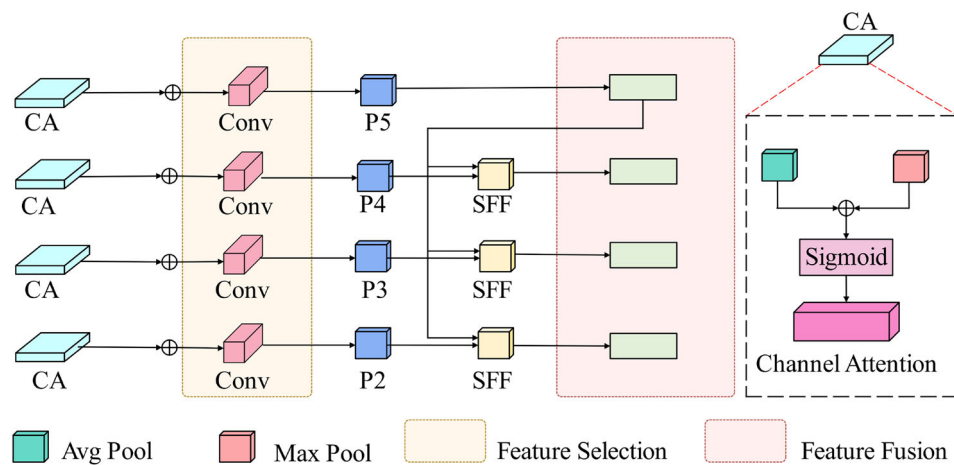 CA
CA
Conv
P5
CA
Conv
P4
SFF
Sigmoid
CA
Conv
P3
SFF
CA
Conv
P2
SFF
Channel Attention
Avg Pool
Max Pool
Feature Selection
Feature Fusion